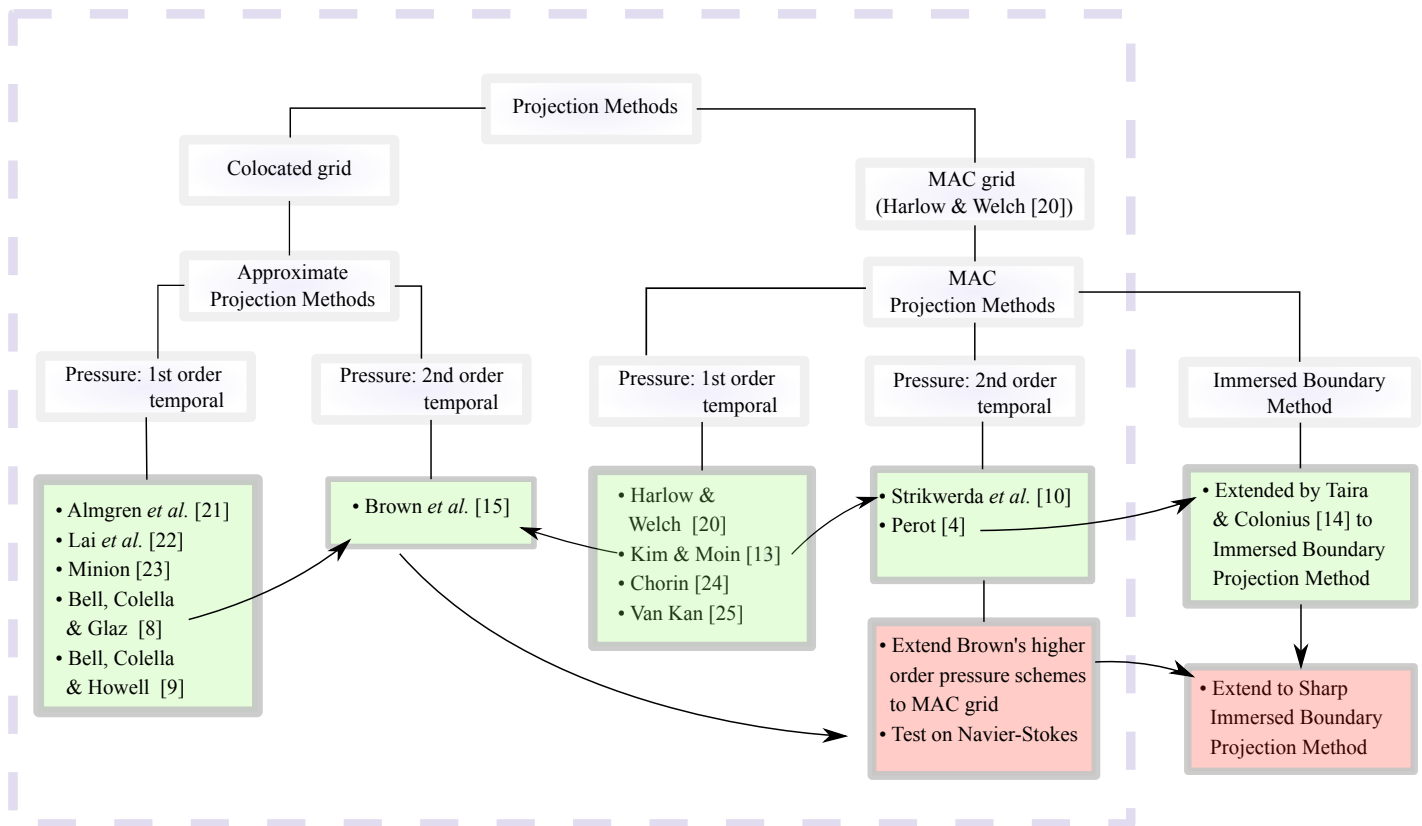 Projection Methods
Colocated grid
MAC grid
(Harlow & Welch [20])
Approximate
Projection Methods
MAC
Projection Methods
Pressure: 1st order
temporal
Pressure: 2nd order
temporal
Pressure: 1st order
temporal
Pressure: 2nd order
temporal
Immersed Boundary
Method
• Almgren et al. [21]
• Lai et al. [22]
• Minion [23]
• Bell, Colella
& Glaz [8]
• Bell, Colella
& Howell [9]
• Brown et al. [15]
• Harlow &
Welch [20]
• Kim & Moin [13]
• Chorin [24]
• Van Kan [25]
• Strikwerda et al. [10]
• Perot [4]
• Extended by Taira
& Colonius [14] to
Immersed Boundary
Projection Method
• Extend Brown's higher
order pressure schemes
to MAC grid
• Test on Navier-Stokes
• Extend to Sharp
Immersed Boundary
Projection Method